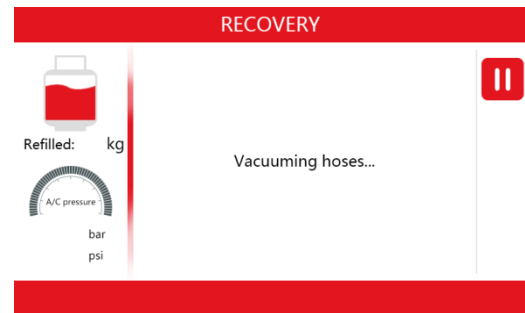 RECOVERY
Refilled: kg
A/C pressure
bar
psi
Vacuuming hoses...